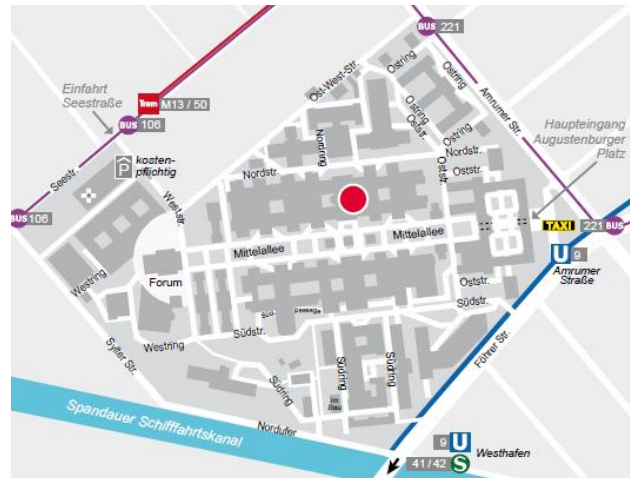 BUS 221
Ostring
Ostring
Ost-West-Str.
Amrumer Str.
Einfahrt
Seestraße
Tram M13 / 50
BUS 106
Ostring
Oststr.
Ostring
Haupteingang
Augustenburger
Platz
Nordring
Nordstr.
P kosten-
pflichtig
Seestr.
Nordstr.
Oststr.
Oststr.
Weststr.
BUS 106
Mittelallee
Mittelallee
TAXI
221 BUS
U 9
Amrumer
Straße
Westring
Forum
Oststr.
Südstr.
Süd.
passage
Südstr.
Westring
Sylter Str.
Südring
Südring
Südring
Im
Bau
Föhrer Str.
Spandauer Schifffahrtskanal
Nordufer
9 U
Westhafen
41 / 42 S